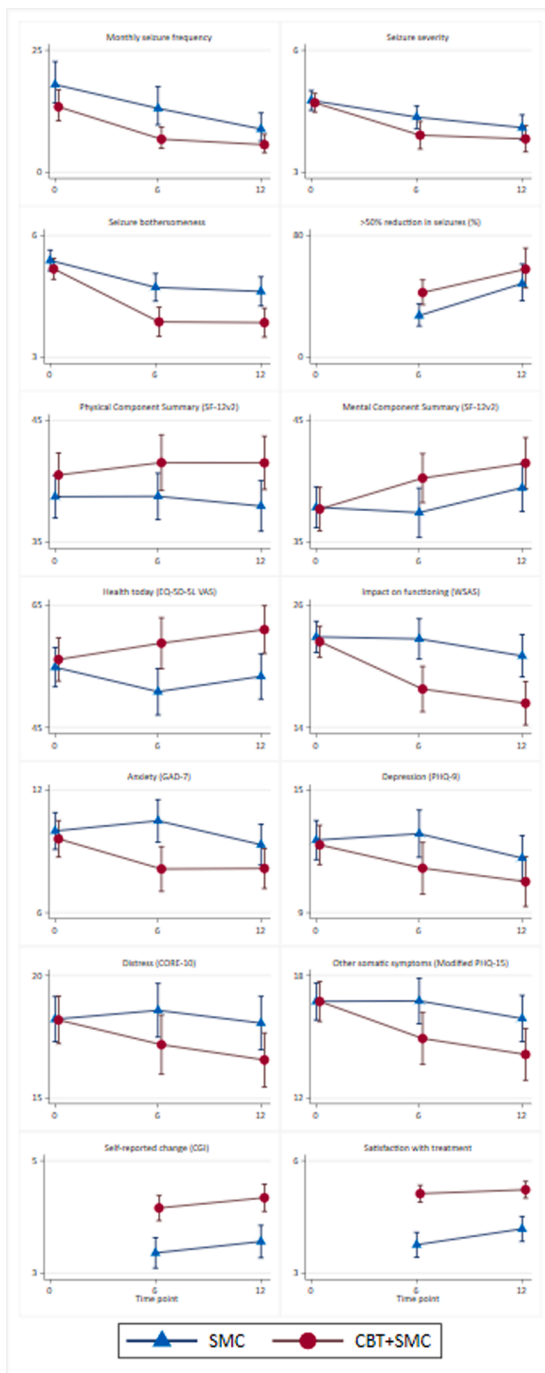 Monthly seizure frequency
Seizure severity
25
6
0
3
0 6 12
0 6 12
Seizure bothersomeness
>50% reduction in seizures (%)
6
80
3
0
0 6 12
0 6 12
Physical Component Summary (SF-12v2)
Mental Component Summary (SF-12v2)
45
45
35
35
0 6 12
0 6 12
Health today (EQ-5D-5L VAS)
Impact on functioning (WSAS)
65
26
45
14
0 6 12
0 6 12
Anxiety (GAD-7)
Depression (PHQ-9)
12
15
6
9
0 6 12
0 6 12
Distress (CORE-10)
Other somatic symptoms (Modified PHQ-15)
20
18
15
12
0 6 12
0 6 12
Self-reported change (CGI)
Satisfaction with treatment
5
6
3
3
0 6 12
0 6 12
Time point
Time point
SMC CBT+SMC